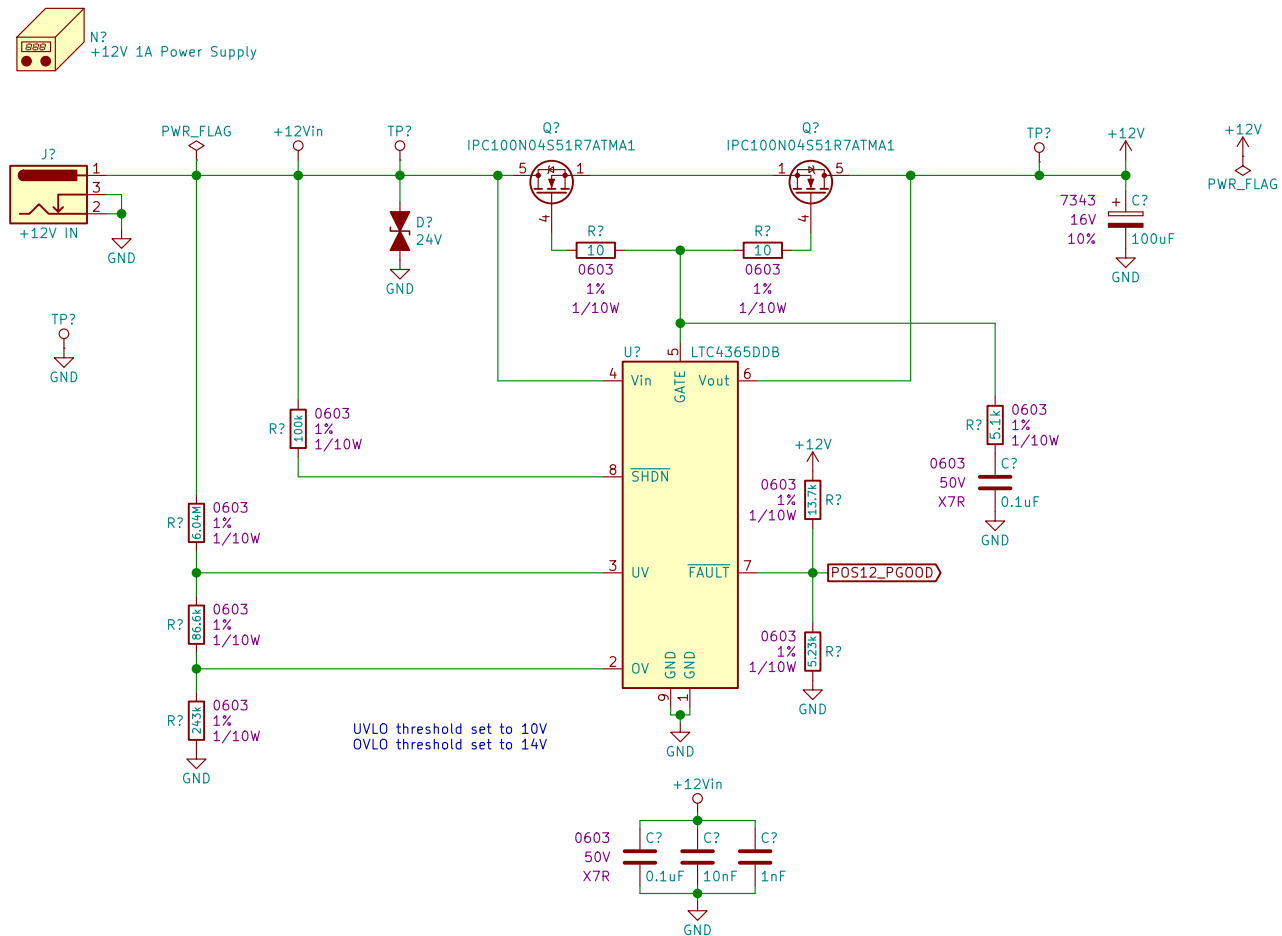 N?
+12V 1A Power Supply
PWR_FLAG
+12Vin
TP?
Q?
IPC100N04S51R7ATMA1
Q?
IPC100N04S51R7ATMA1
TP?
+12V
+12V
PWR_FLAG
J?
1
3
2
+12V IN
GND
5
1
4
1
5
4
D?
24V
GND
R?
10
0603
1%
1/10W
R?
10
0603
1%
1/10W
7343
16V
10%
+
C?
100uF
GND
TP?
GND
U?
LTC4365DDB
5
GATE
4
Vin
Vout
6
8
SHDN
3
UV
FAULT
7
2
OV
GND
GND
9
1
GND
R?
100k
0603
1%
1/10W
R?
5.1k
0603
1%
1/10W
0603
50V
X7R
C?
0.1uF
GND
+12V
0603
1%
1/10W
13.7k
R?
POS12_PGOOD
0603
1%
1/10W
5.23k
R?
GND
R?
6.04M
0603
1%
1/10W
R?
86.6k
0603
1%
1/10W
R?
243k
0603
1%
1/10W
GND
UVLO threshold set to 10V
OVLO threshold set to 14V
+12Vin
0603
50V
X7R
C?
0.1uF
C?
10nF
C?
1nF
GND